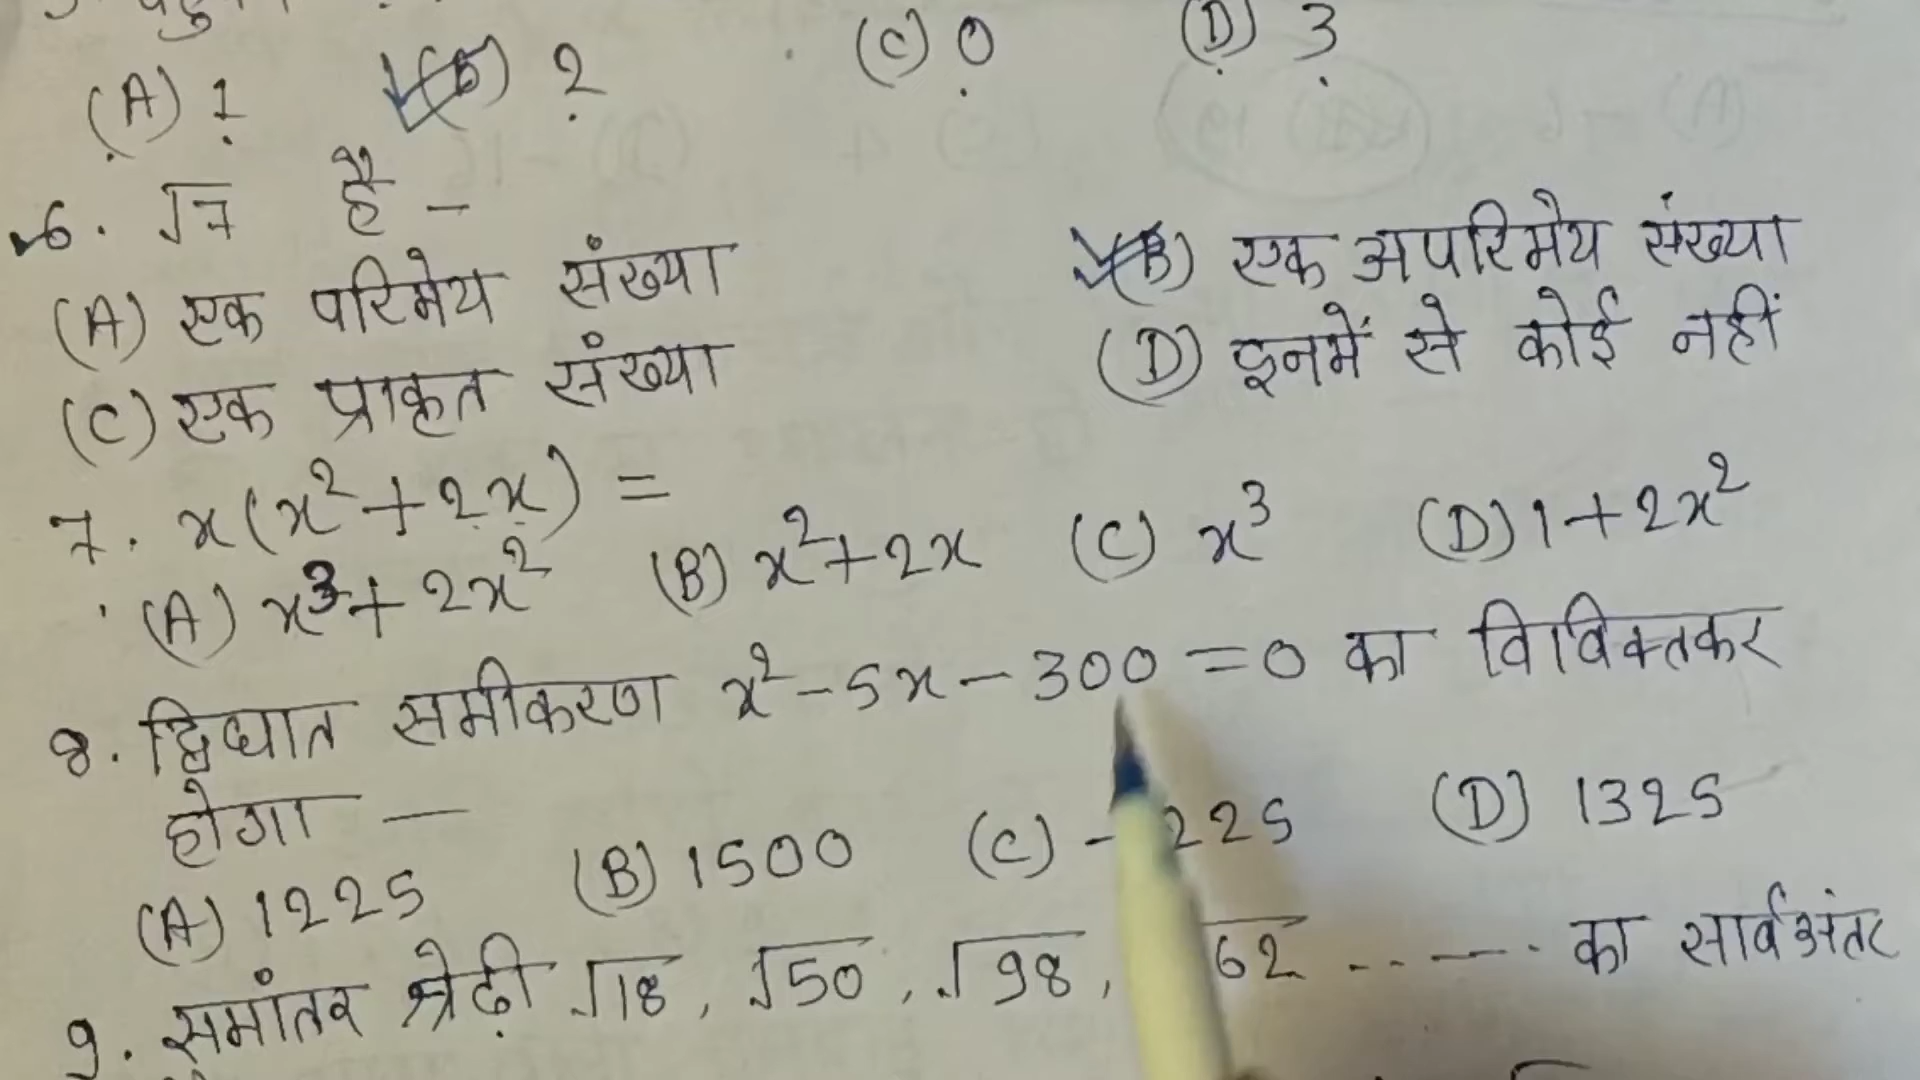 (A) 1 (B) 2 (C) 0 (D) 3
6. √7 है -
(A) एक परिमेय संख्या (B) एक अपरिमेय संख्या
(C) एक प्राकृत संख्या (D) इनमें से कोई नहीं
7. x(x²+2x) =
(A) x³+2x² (B) x²+2x (C) x³ (D) 1+2x²
8. द्विघात समीकरण x²-5x-300=0 का विविक्तकर
होगा —
(A) 1225 (B) 1500 (C) - 225 (D) 1325
9. समांतर श्रेढ़ी √18, √50, √98, 62 ..—-. का सार्वअंतर